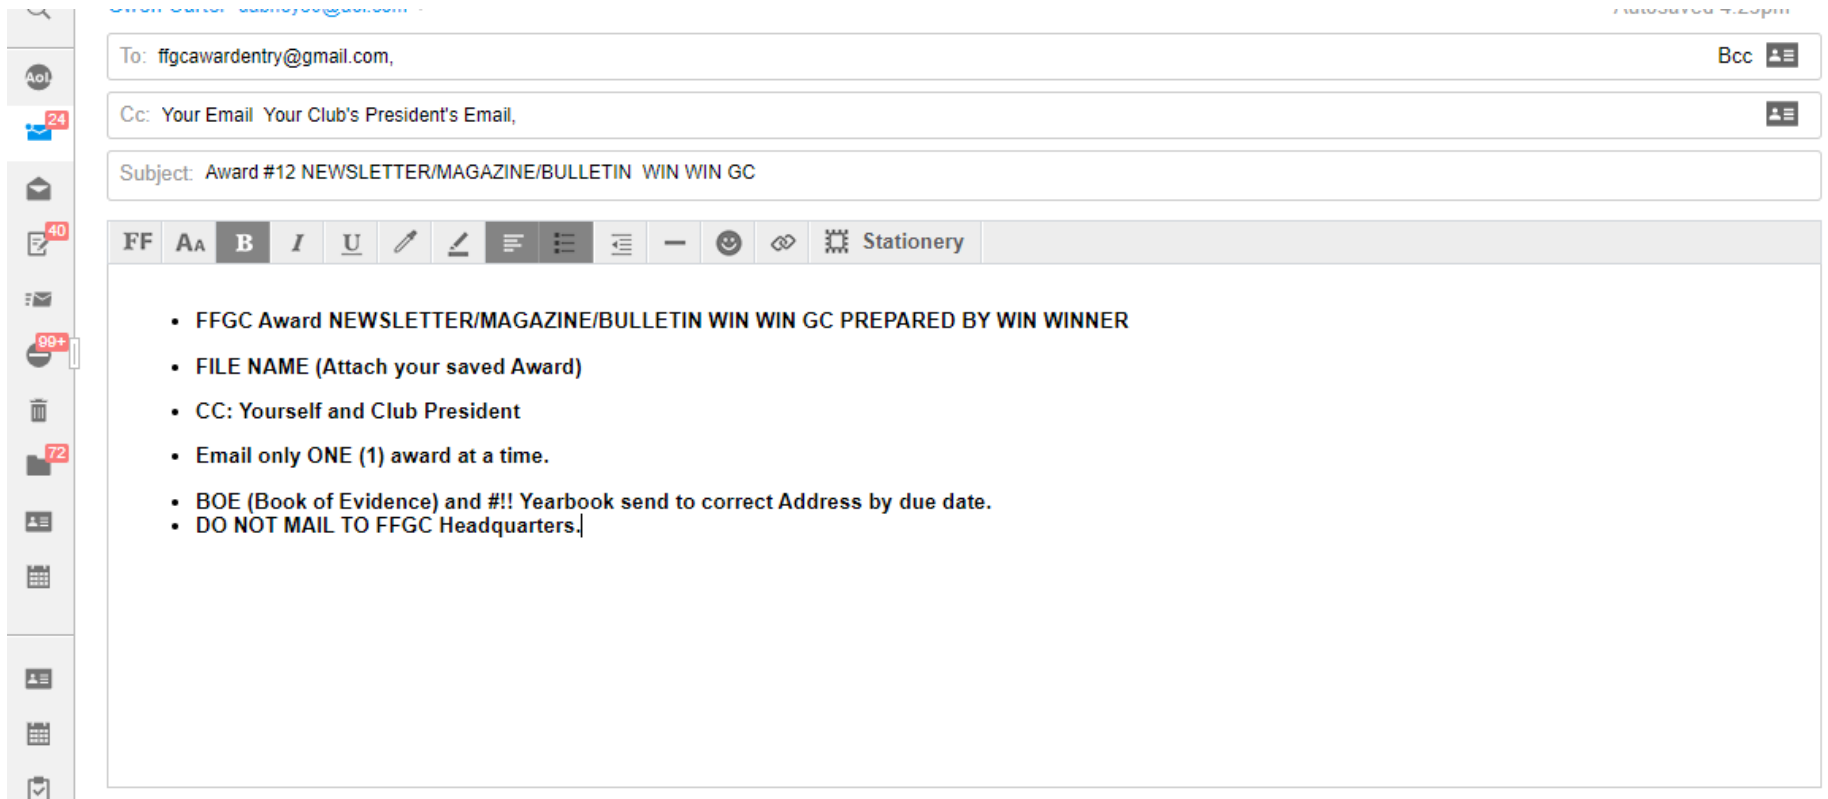 To: ffgcawardentry@gmail.com,
Bcc
Aol.
Cc: Your Email Your Club's President's Email,
24
Subject: Award #12 NEWSLETTER/MAGAZINE/BULLETIN WIN WIN GC
40
FF AA B I U Stationery
FFGC Award NEWSLETTER/MAGAZINE/BULLETIN WIN WIN GC PREPARED BY WIN WINNER
99+
• FILE NAME (Attach your saved Award)
• CC: Yourself and Club President
72
• Email only ONE (1) award at a time.
• BOE (Book of Evidence) and #!! Yearbook send to correct Address by due date.
• DO NOT MAIL TO FFGC Headquarters.